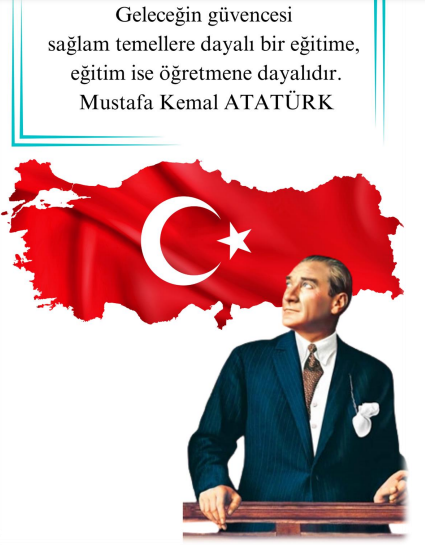 Geleceğin güvencesi
sağlam temellere dayalı bir eğitime,
eğitim ise öğretmene dayalıdır.
Mustafa Kemal ATATÜRK